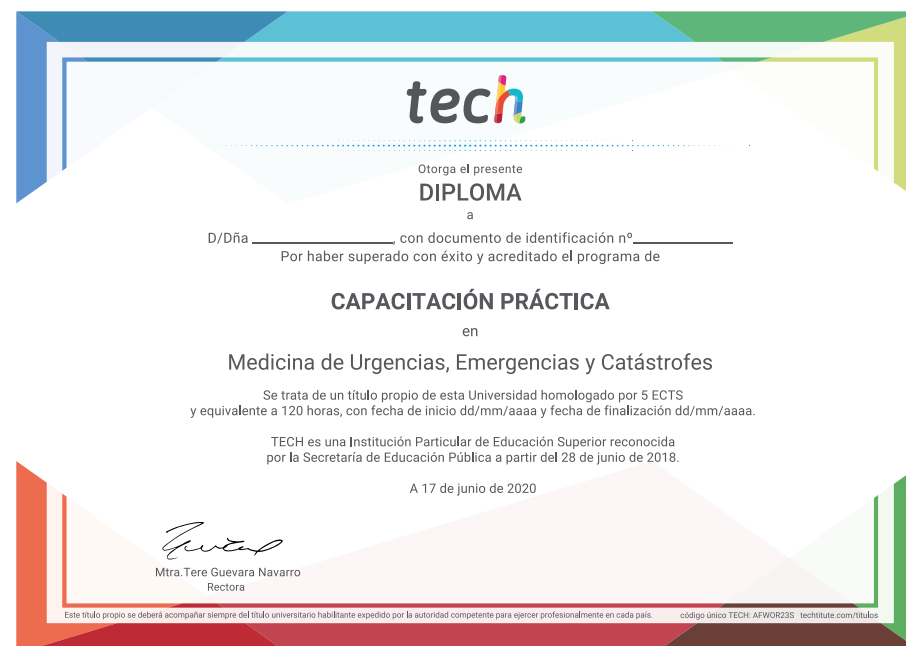 tech
Otorga el presente
DIPLOMA
a
D/Dña ____________________, con documento de identificación nº______________
Por haber superado con éxito y acreditado el programa de
CAPACITACIÓN PRÁCTICA
en
Medicina de Urgencias, Emergencias y Catástrofes
Se trata de un título propio de esta Universidad homologado por 5 ECTS
y equivalente a 120 horas, con fecha de inicio dd/mm/aaaa y fecha de finalización dd/mm/aaaa.
TECH es una Institución Particular de Educación Superior reconocida
por la Secretaría de Educación Pública a partir del 28 de junio de 2018.
A 17 de junio de 2020
Mtra.Tere Guevara Navarro
Rectora
Este título propio se deberá acompañar siempre del título universitario habilitante expedido por la autoridad competente para ejercer profesionalmente en cada país. código único TECH: AFWOR23S techtitute.com/titulos